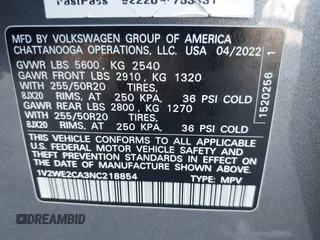 FastPass
MFD BY VOLKSWAGEN GROUP OF AMERICA
CHATTANOOGA OPERATIONS, LLC. USA 04/2022
GVWR LBS 5600, KG 2540
GAWR FRONT LBS 2910, KG 1320
WITH 255/50R20 TIRES,
8JX20 RIMS, AT 250 KPA. 36 PSI COLD
GAWR REAR LBS 2800, KG 1270
WITH 255/50R20 TIRES,
8JX20 RIMS, AT 250 KPA. 36 PSI COLD
THIS VEHICLE CONFORMS TO ALL APPLICABLE
U.S. FEDERAL MOTOR VEHICLE
SAFETY STANDARDS IN EFFECT ON THE
DATE OF MANUFACTURE SHOWN ABOVE.
1V2WE2CA3NC218854 TYPE: MPV
1
1520256
DREAMBID